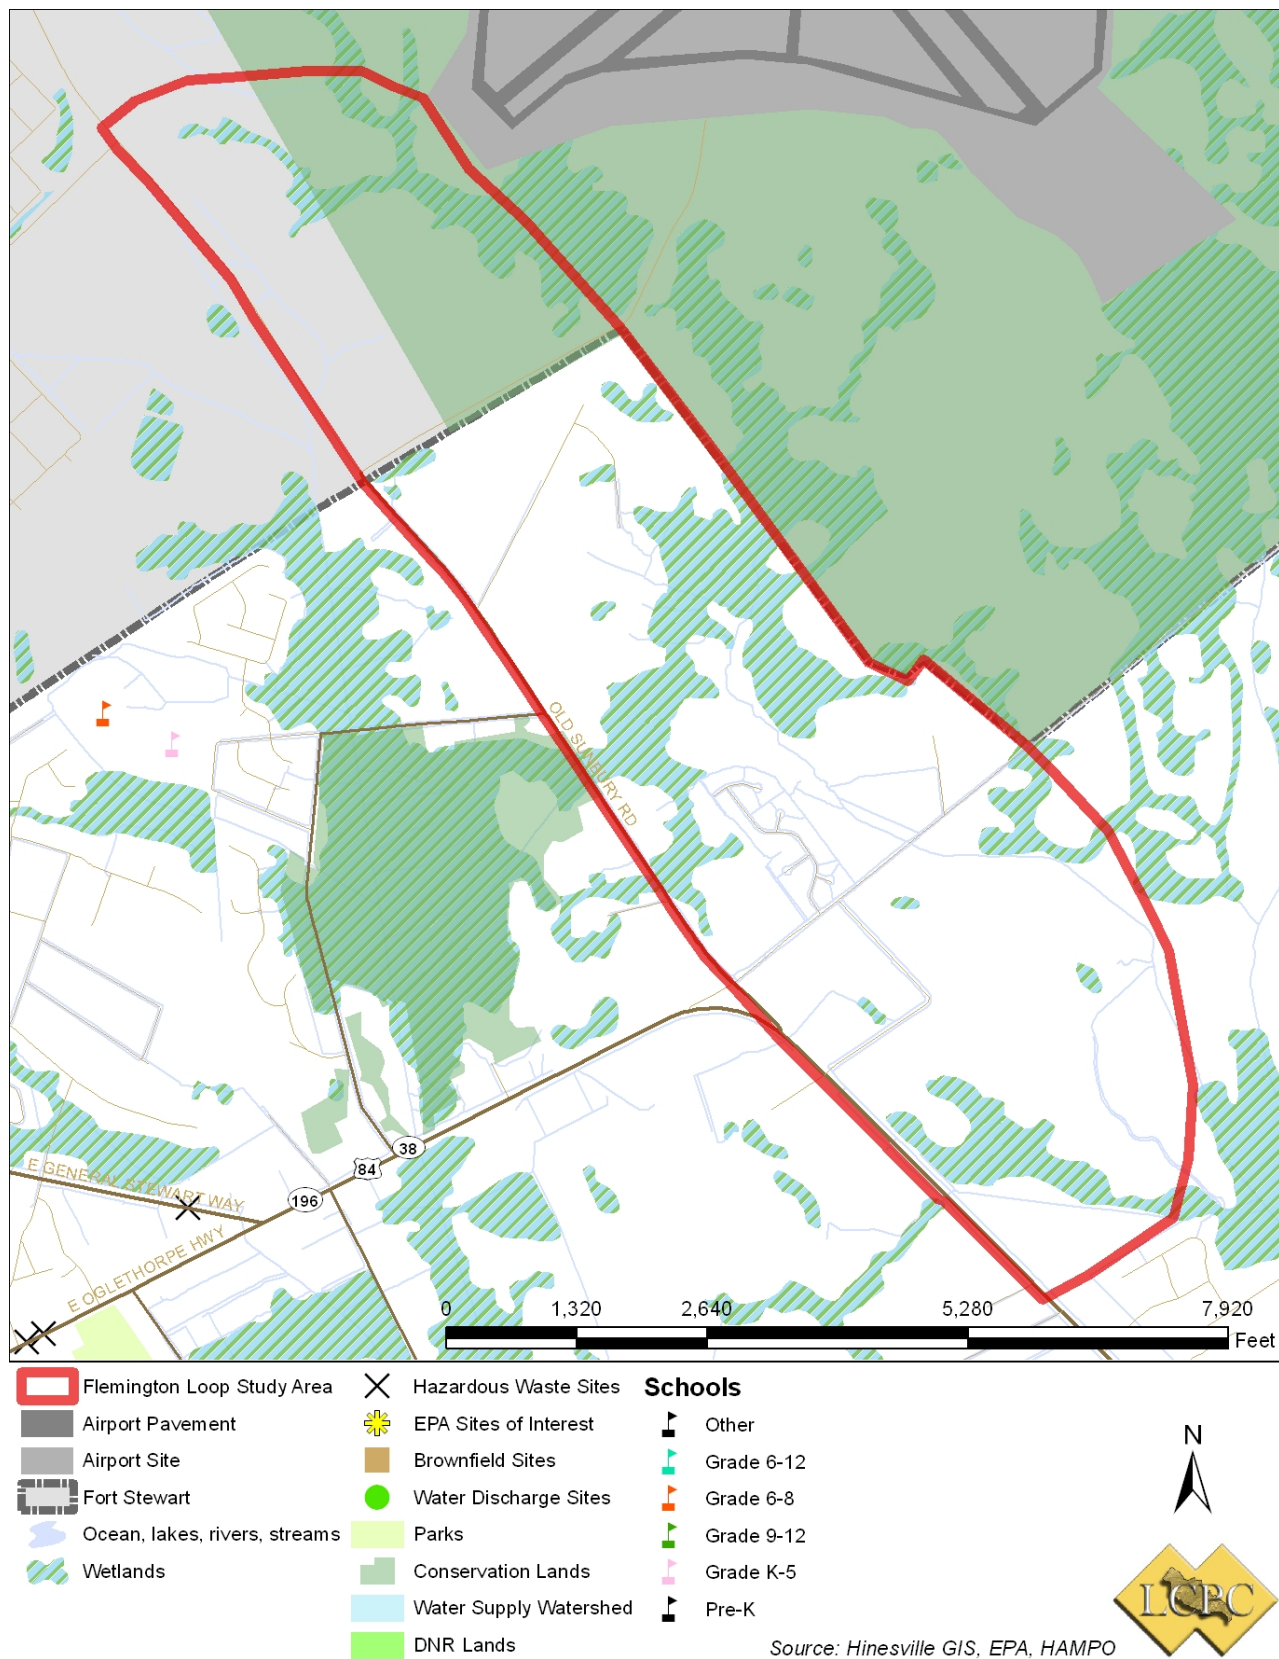 OLD SUNBURY RD
38
84
196
E GENERAL STEWART WAY
E OGLETHORPE HWY
0 1,320 2,640 5,280 7,920
Feet
Flemington Loop Study Area
Airport Pavement
Airport Site
Fort Stewart
Ocean, lakes, rivers, streams
Wetlands
Hazardous Waste Sites
EPA Sites of Interest
Brownfield Sites
Water Discharge Sites
Parks
Conservation Lands
Water Supply Watershed
DNR Lands
Schools
Other
Grade 6-12
Grade 6-8
Grade 9-12
Grade K-5
Pre-K
N
LCPC
Source: Hinesville GIS, EPA, HAMPO